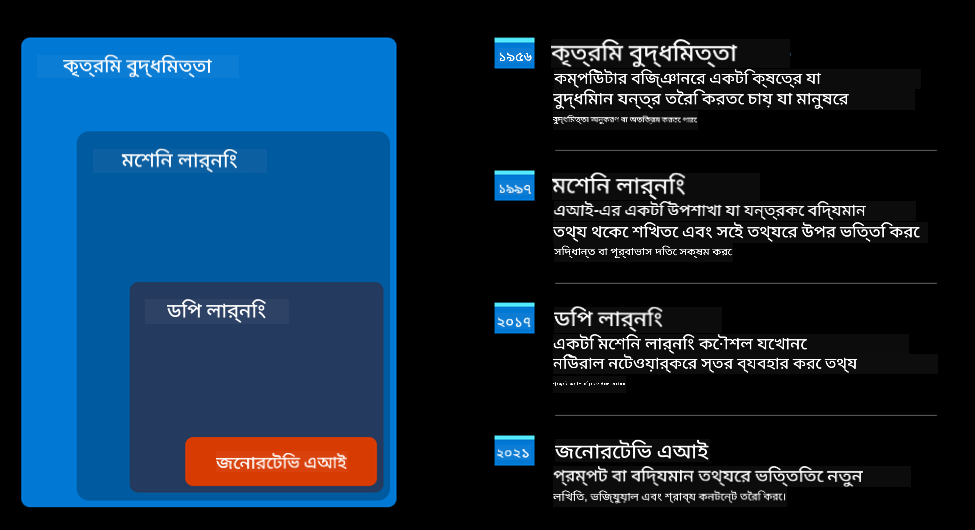 কৃত্রিম বুদ্ধিমত্তা
মেশিন লার্নিং
ডিপ লার্নিং
জেনারেটিভ এআই
১৯৫৬
কৃত্রিম বুদ্ধিমত্তা
কম্পিউটার বিজ্ঞানের একটি ক্ষেত্র যা
বুদ্ধিমান যন্ত্র তৈরি করতে চায় যা মানুষের
বুদ্ধিমত্তা অনুকরণ বা অতিক্রম করতে পারে
১৯৯৭
মেশিন লার্নিং
এআই-এর একটি উপশাখা যা যন্ত্রকে বিদ্যমান
তথ্য থেকে শিখতে এবং সেই তথ্যের উপর ভিত্তি করে
সিদ্ধান্ত বা পূর্বাভাস দিতে সক্ষম করে
২০১৭
ডিপ লার্নিং
একটি মেশিন লার্নিং কৌশল যেখানে
নিউরাল নেটওয়ার্কের স্তর ব্যবহার করে তথ্য
২০২১
জেনারেটিভ এআই
প্রম্পট বা বিদ্যমান তথ্যের ভিত্তিতে নতুন
লিখিত, ভিজ্যুয়াল এবং শ্রাব্য কনটেন্ট তৈরি করে।